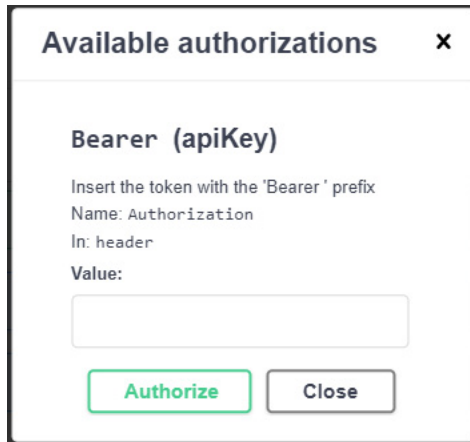 Available authorizations
Bearer (apiKey)
Insert the token with the 'Bearer ' prefix
Name: Authorization
In: header
Value:
Authorize Close